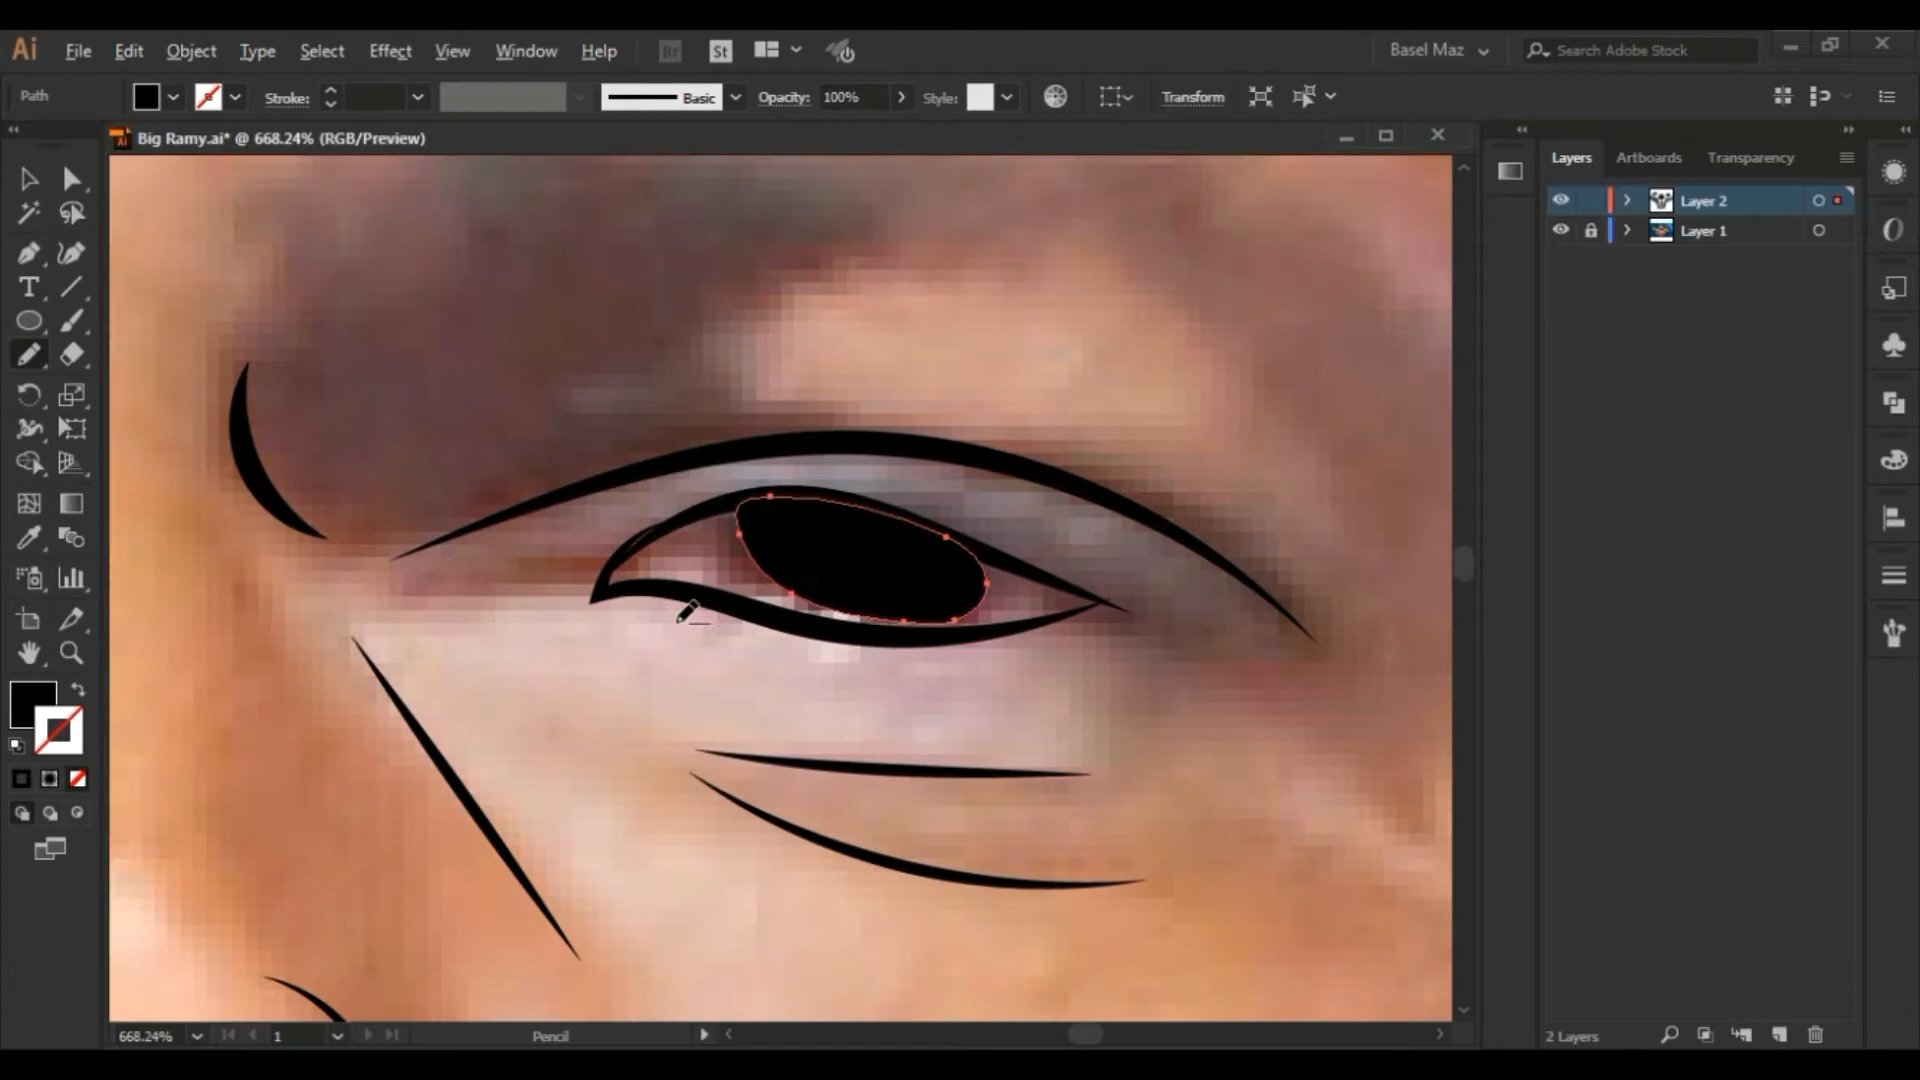 Ai File Edit Object Type Select Effect View Window Help Br St Basel Maz Search Adobe Stock
Path Stroke: Basic Opacity: 100% Style: Transform
Big Ramy.ai* @ 668.24% (RGB/Preview)
Layers Artboards Transparency
Layer 2
Layer 1
668.24% 1 Pencil
2 Layers